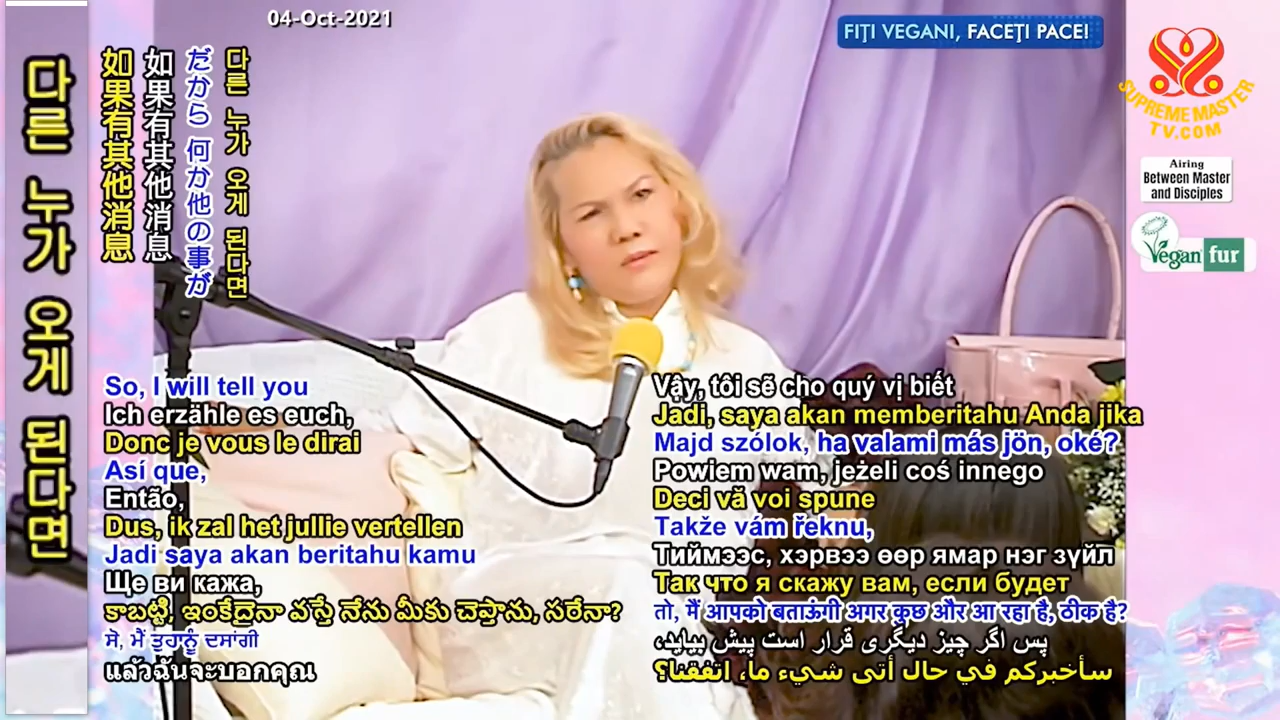 04-Oct-2021
FIȚI VEGANI, FACEȚI PACE!
SUPREME MASTER
TV.COM
Airing
Between Master
and Disciples
Vegan fur
다른 누가 오게 된다면
如果有其他消息
如果有其他消息
だから 何か他の事が
다른 누가 오게 된다면
So, I will tell you
Ich erzähle es euch,
Donc je vous le dirai
Así que,
Então,
Dus, ik zal het jullie vertellen
Jadi saya akan beritahu kamu
Ще ви кажа,
కాబట్టి, ఇంకేదైనా వస్తే నేను మీకు చెప్తాను, సరేనా?
ਸੋ, ਮੈਂ ਤੁਹਾਨੂੰ ਦਸਾਂਗੀ
แล้วฉันจะบอกคุณ
Vậy, tôi sẽ cho quý vị biết
Jadi, saya akan memberitahu Anda jika
Majd szólok, ha valami más jön, oké?
Powiem wam, jeżeli coś innego
Deci vă voi spune
Takže vám řeknu,
Тиймээс, хэрвээ өөр ямар нэг зүйл
Так что я скажу вам, если будет
तो, मैं आपको बताऊंगी अगर कुछ और आ रहा है, ठीक है?
پس اگر چیز دیگری قرار است پیش بیاید،
سأخبركم في حال أتى شيء ما، اتفقنا؟